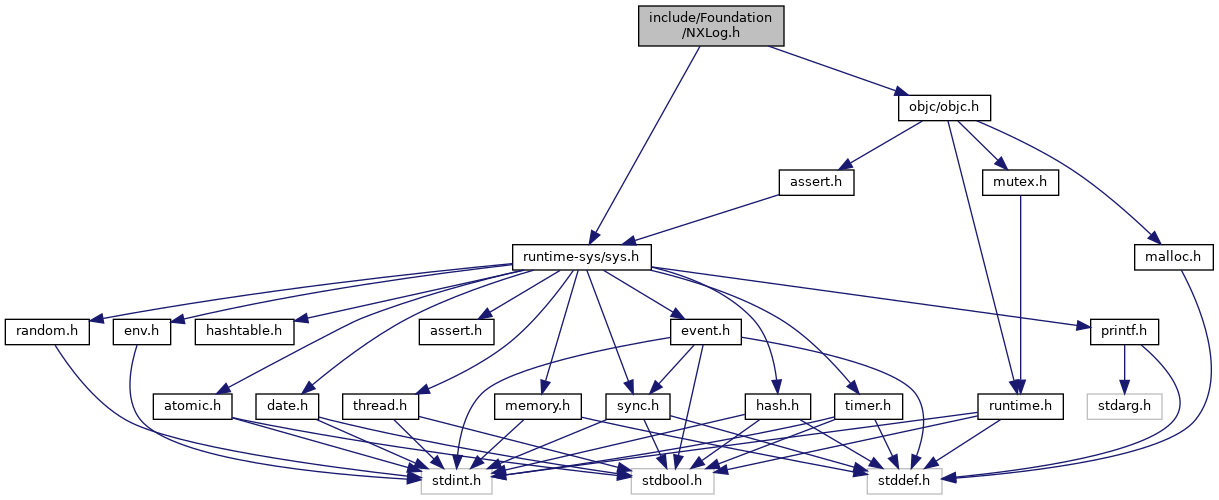 include/Foundation
/NXLog.h
objc/objc.h
assert.h
mutex.h
runtime-sys/sys.h
malloc.h
random.h
env.h
hashtable.h
assert.h
event.h
printf.h
atomic.h
date.h
thread.h
memory.h
sync.h
hash.h
timer.h
runtime.h
stdarg.h
stdint.h
stdbool.h
stddef.h